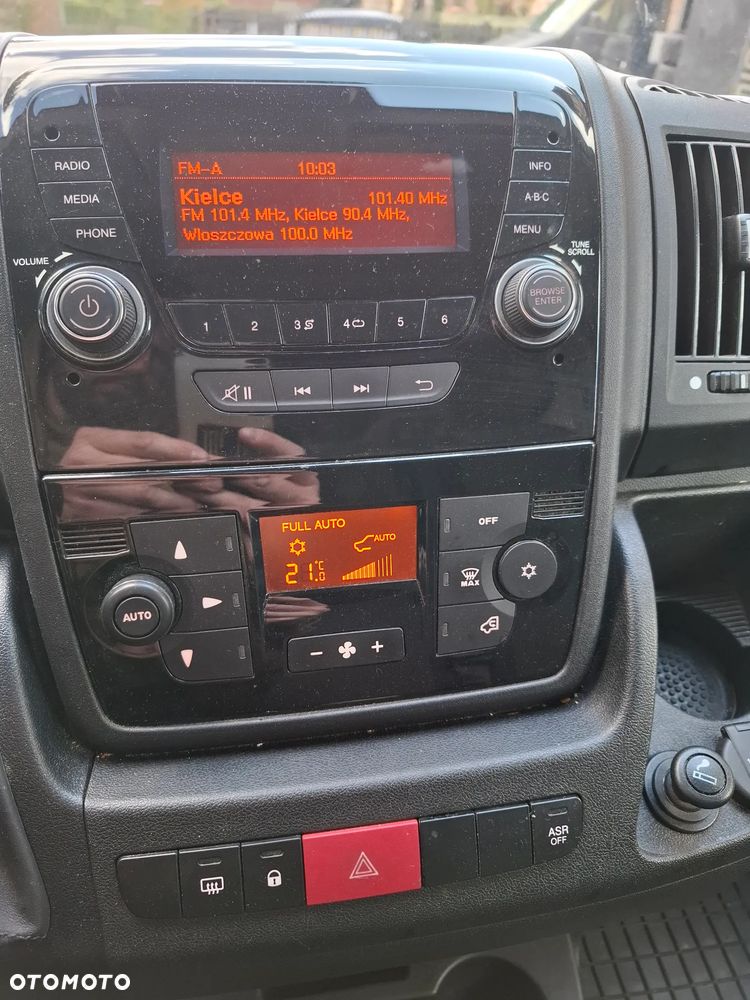 RADIO
MEDIA
PHONE
VOLUME
FM-A 10:03
Kielce 101.40 MHz
FM 101.4 MHz, Kielce 90.4 MHz,
Wloszczowa 100.0 MHz
INFO
A·B·C
MENU
TUNE
SCROLL
BROWSE
ENTER
1 2 3 4 5 6
FULL AUTO
AUTO
21.0 °C
OFF
MAX
AUTO
- +
ASR
OFF
OTOMOTO